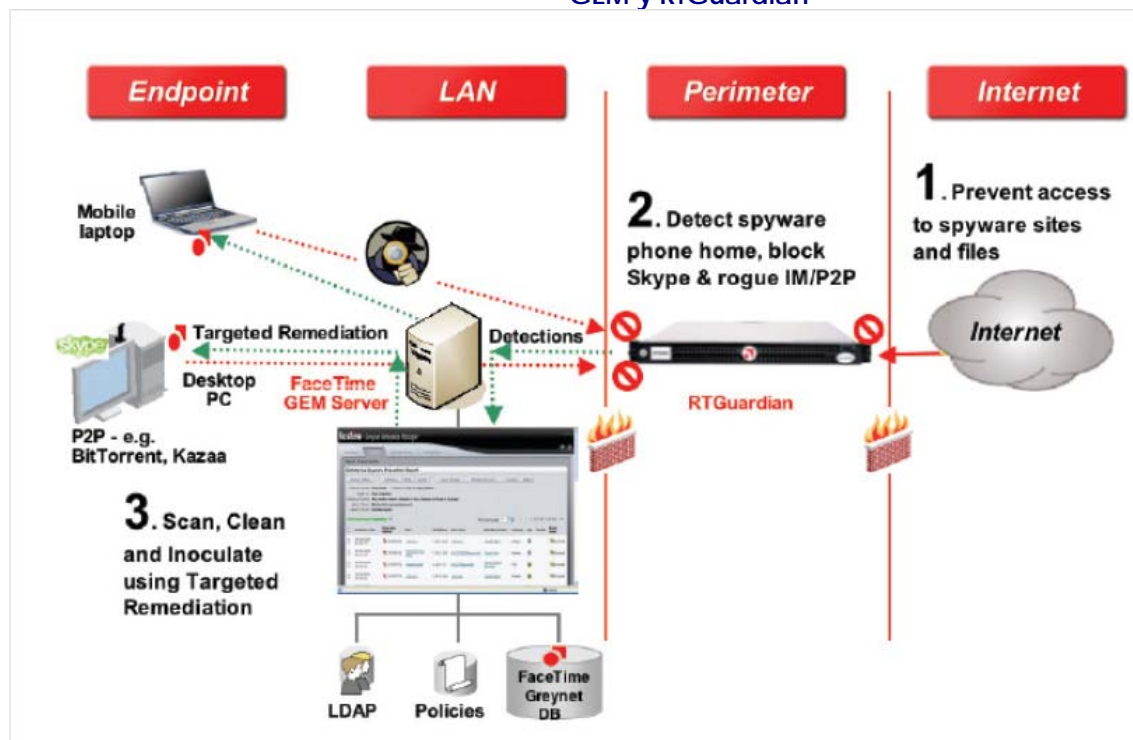 GEM y RTGuardian
Endpoint
LAN
Perimeter
Internet
Mobile
laptop
1. Prevent access
to spyware sites
and files
2. Detect spyware
phone home, block
Skype & rogue IM/P2P
Internet
skype
Targeted Remediation
Detections
Desktop
PC
FaceTime
GEM Server
RTGuardian
P2P - e.g.
BitTorrent, Kazaa
3. Scan, Clean
and Inoculate
using Targeted
Remediation
LDAP
Policies
FaceTime
Greynet
DB